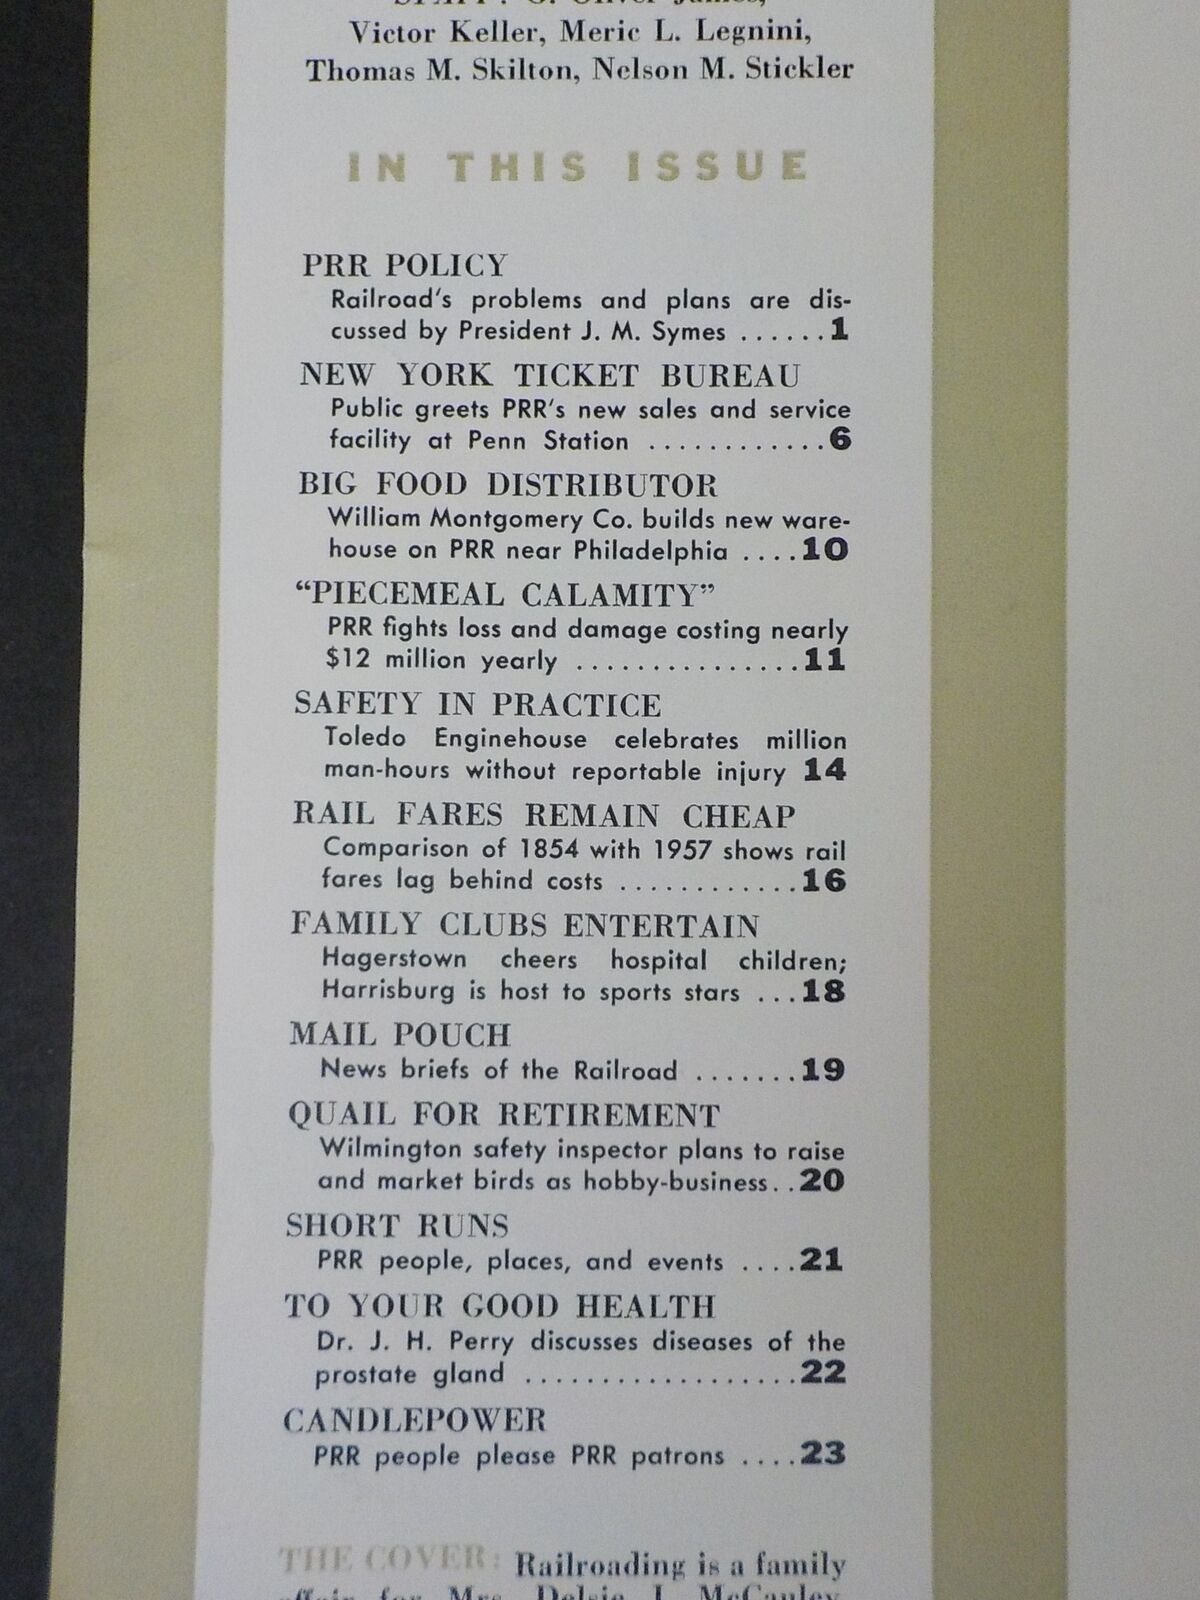 STAFF: G. Oliver James,
Victor Keller, Meric L. Legnini,
Thomas M. Skilton, Nelson M. Stickler
IN THIS ISSUE
PRR POLICY
Railroad's problems and plans are dis-
cussed by President J. M. Symes ......1
NEW YORK TICKET BUREAU
Public greets PRR's new sales and service
facility at Penn Station ............6
BIG FOOD DISTRIBUTOR
William Montgomery Co. builds new ware-
house on PRR near Philadelphia ....10
“PIECEMEAL CALAMITY”
PRR fights loss and damage costing nearly
$12 million yearly ...............11
SAFETY IN PRACTICE
Toledo Enginehouse celebrates million
man-hours without reportable injury 14
RAIL FARES REMAIN CHEAP
Comparison of 1854 with 1957 shows rail
fares lag behind costs ............16
FAMILY CLUBS ENTERTAIN
Hagerstown cheers hospital children;
Harrisburg is host to sports stars ...18
MAIL POUCH
News briefs of the Railroad .......19
QUAIL FOR RETIREMENT
Wilmington safety inspector plans to raise
and market birds as hobby-business..20
SHORT RUNS
PRR people, places, and events ....21
TO YOUR GOOD HEALTH
Dr. J. H. Perry discusses diseases of the
prostate gland ..................22
CANDLEPOWER
PRR people please PRR patrons ....23
THE COVER: Railroading is a family
affair for Mrs. Delsie J. McCauley,